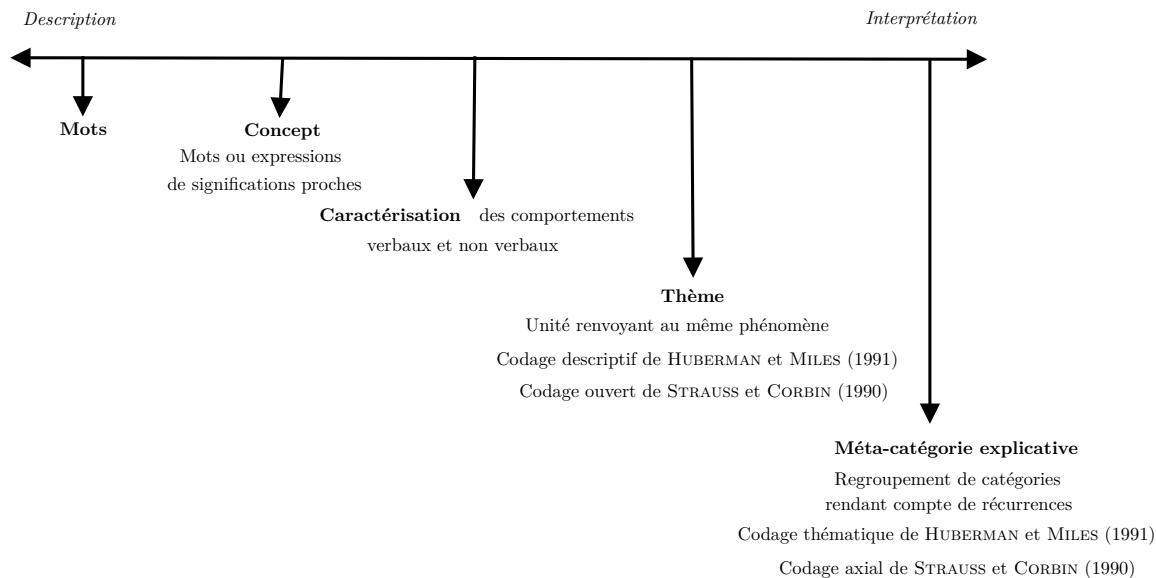 Description
Interprétation
Mots
Concept
Mots ou expressions
de significations proches
Caractérisation des comportements
verbaux et non verbaux
Thème
Unité renvoyant au même phénomène
Codage descriptif de HUBERMAN et MILES (1991)
Codage ouvert de STRAUSS et CORBIN (1990)
Méta-catégorie explicative
Regroupement de catégories
rendant compte de récurrences
Codage thématique de HUBERMAN et MILES (1991)
Codage axial de STRAUSS et CORBIN (1990)